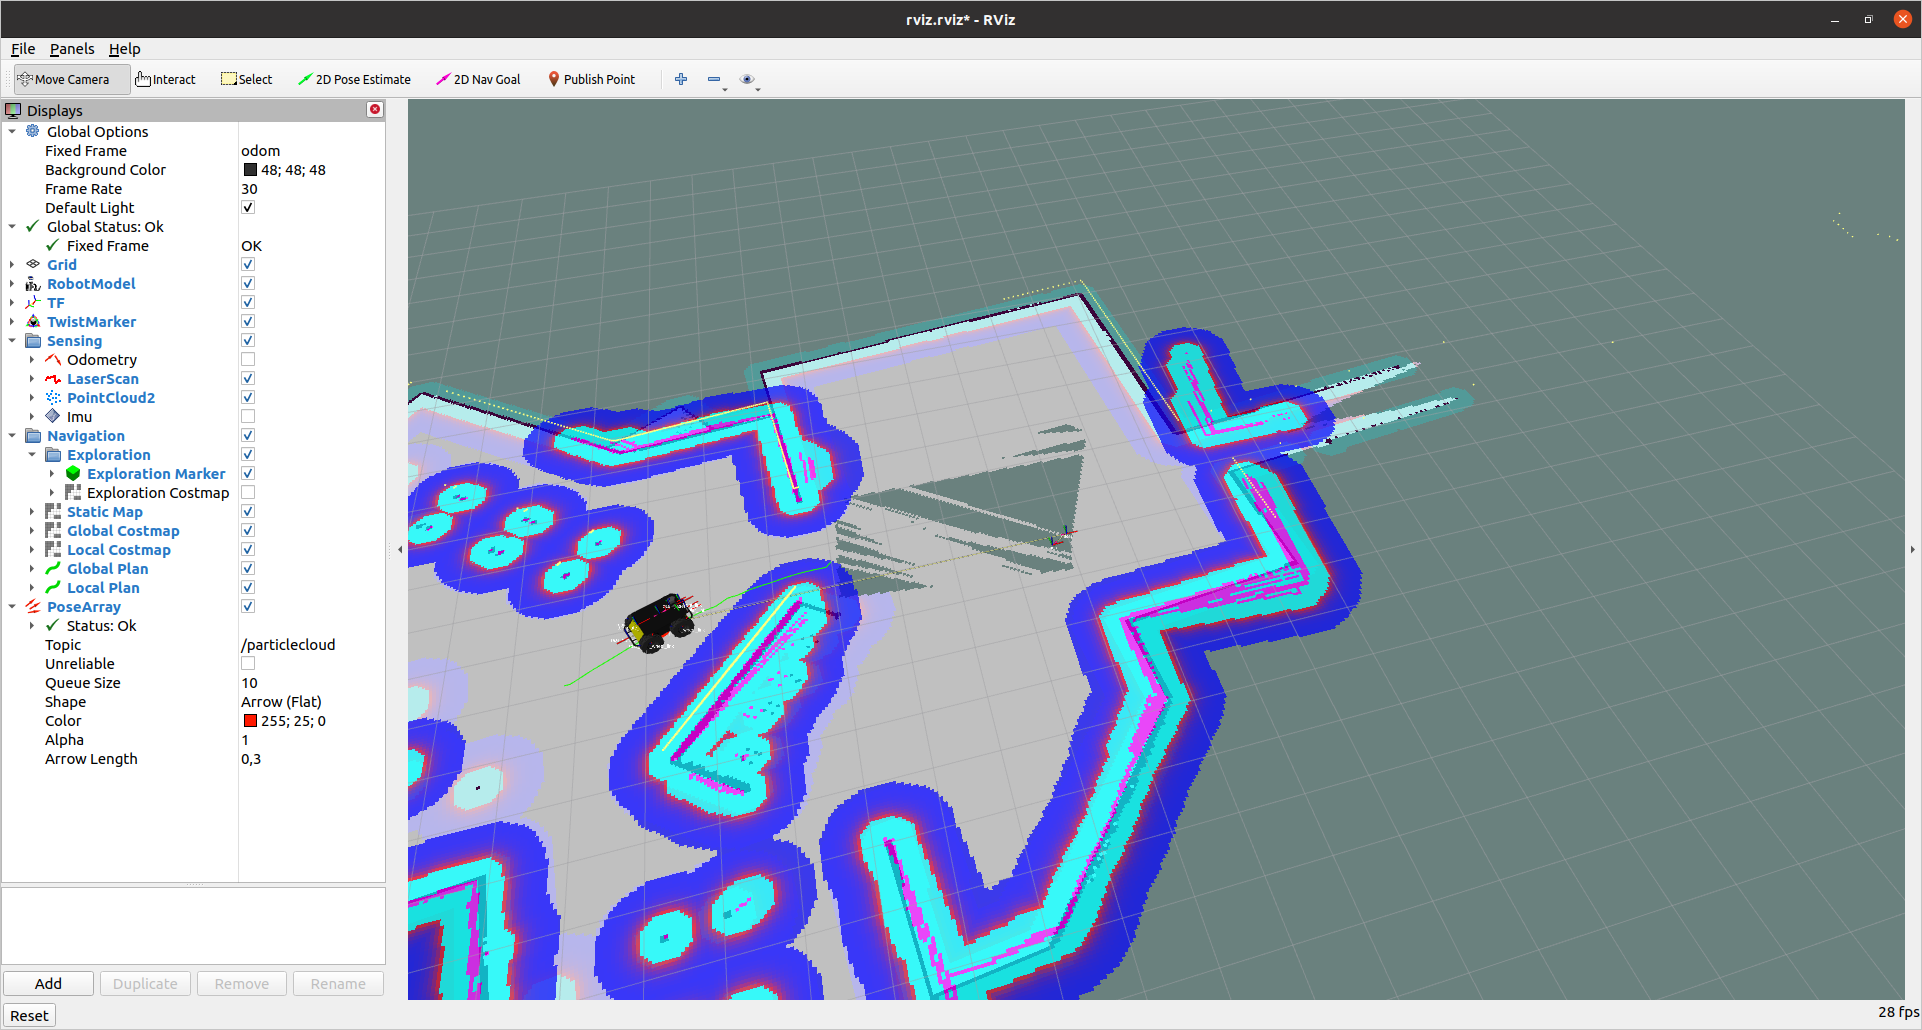 rviz.rviz* - RViz
File Panels Help
Move Camera Interact Select 2D Pose Estimate 2D Nav Goal Publish Point
Displays
Global Options
Fixed Frame odom
Background Color 48; 48; 48
Frame Rate 30
Default Light
Global Status: Ok
Fixed Frame OK
Grid
RobotModel
TF
TwistMarker
Sensing
Odometry
LaserScan
PointCloud2
Imu
Navigation
Exploration
Exploration Marker
Exploration Costmap
Static Map
Global Costmap
Local Costmap
Global Plan
Local Plan
PoseArray
Status: Ok
Topic /particlecloud
Unreliable
Queue Size 10
Shape Arrow (Flat)
Color 255; 25; 0
Alpha 1
Arrow Length 0,3
Add Duplicate Remove Rename
Reset
28 fps